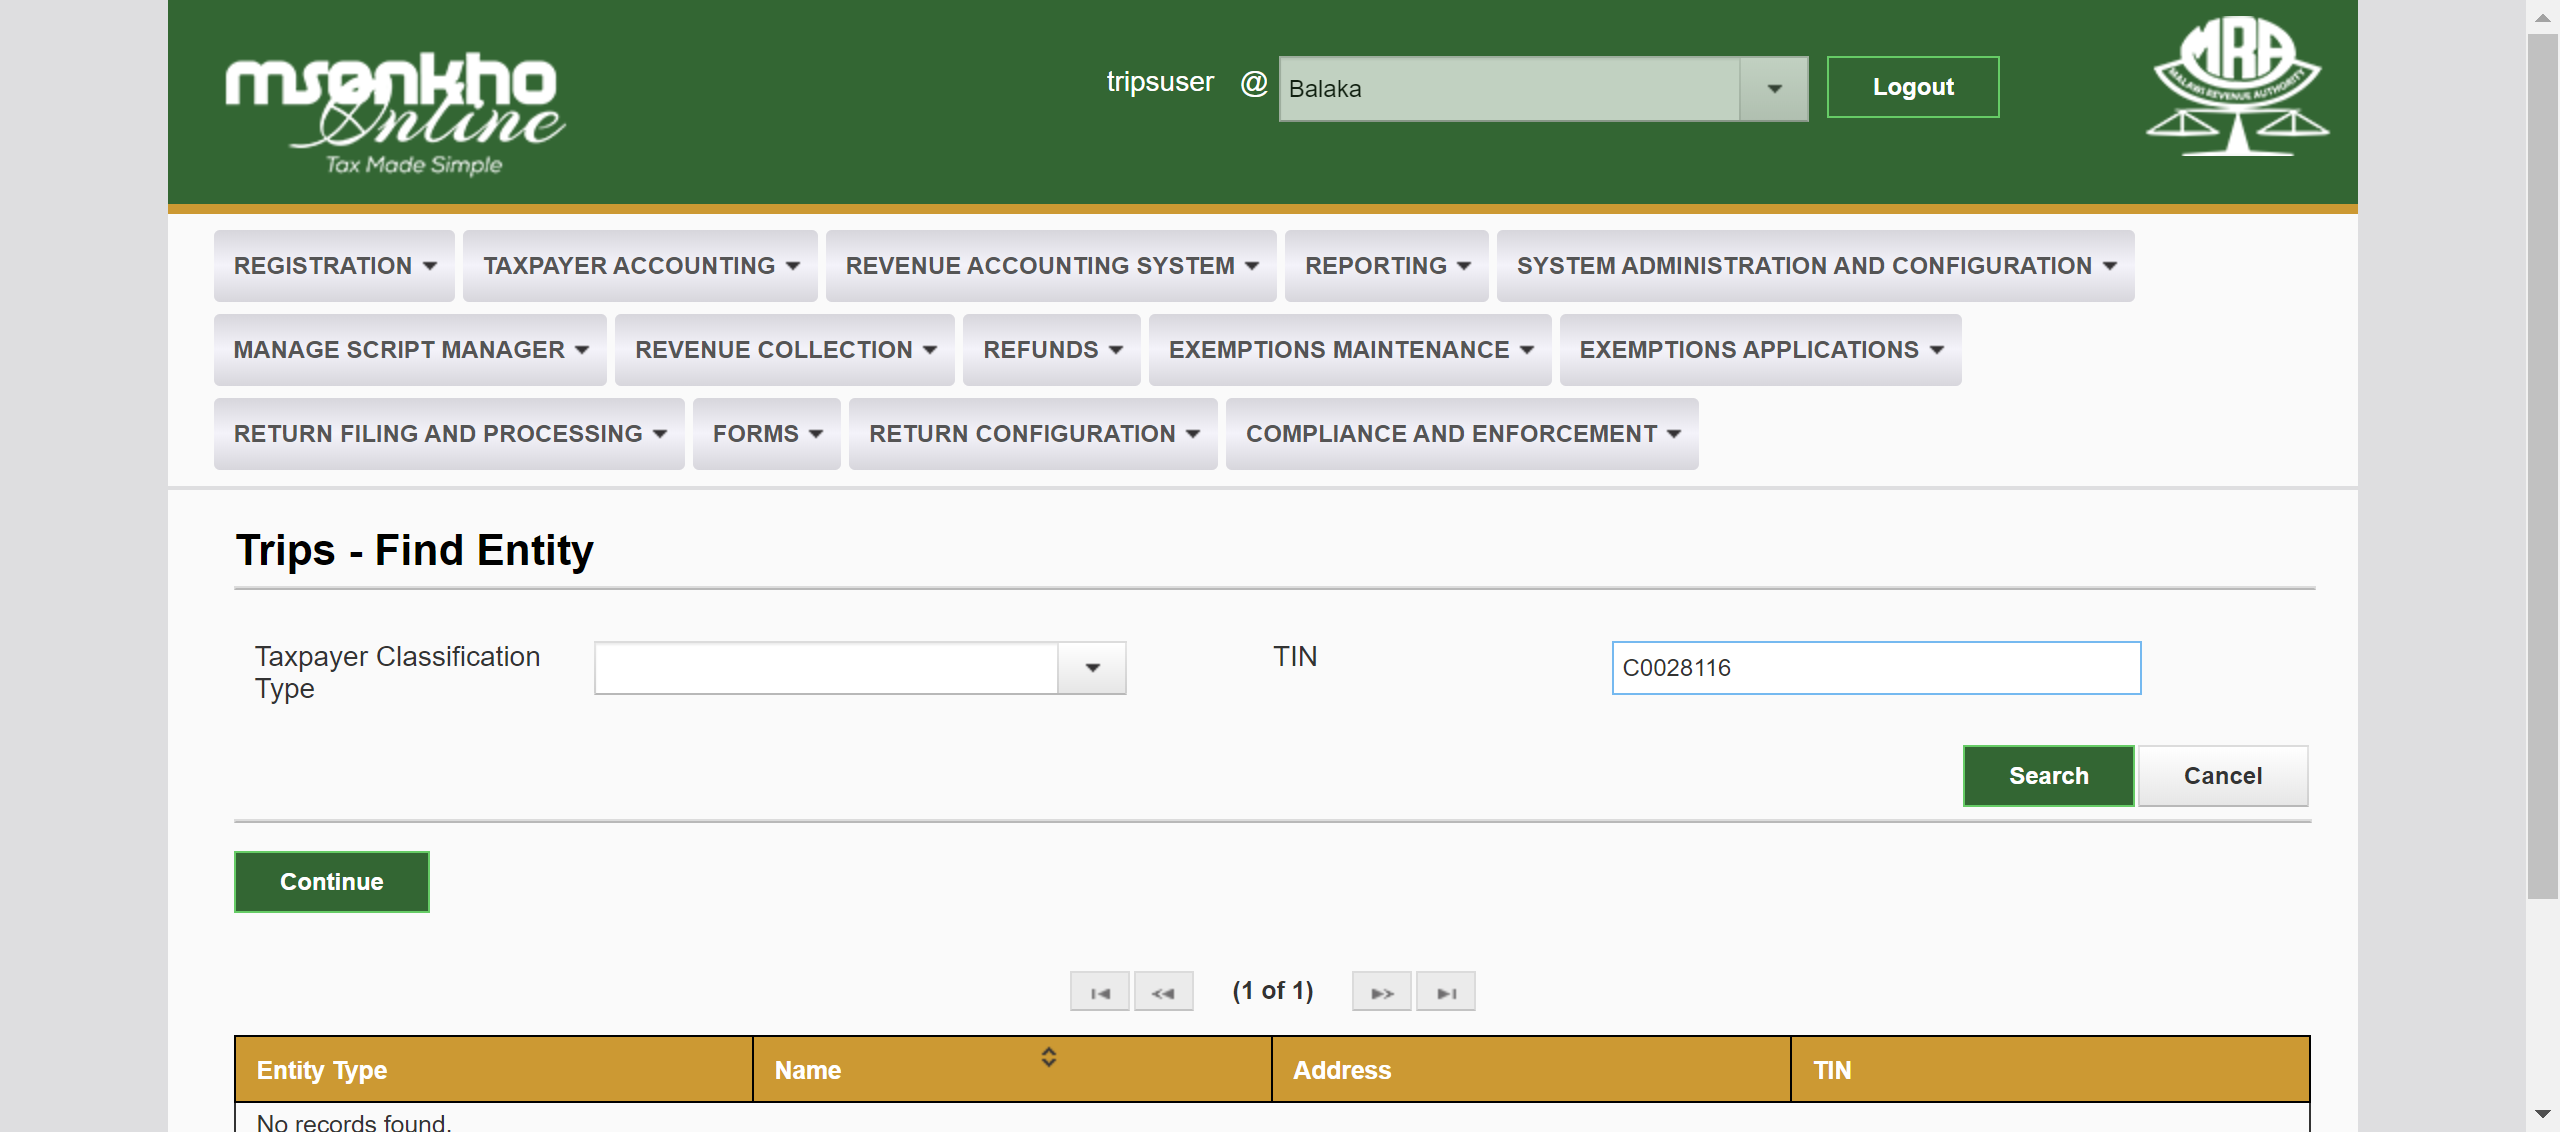 msonkho
Online
Tax Made Simple
tripsuser @ Balaka Logout
MRA
MALAWI REVENUE AUTHORITY
REGISTRATION TAXPAYER ACCOUNTING REVENUE ACCOUNTING SYSTEM REPORTING SYSTEM ADMINISTRATION AND CONFIGURATION
MANAGE SCRIPT MANAGER REVENUE COLLECTION REFUNDS EXEMPTIONS MAINTENANCE EXEMPTIONS APPLICATIONS
RETURN FILING AND PROCESSING FORMS RETURN CONFIGURATION COMPLIANCE AND ENFORCEMENT
Trips - Find Entity
Taxpayer Classification
Type
TIN C0028116
Search Cancel
Continue
(1 of 1)
Entity Type Name Address TIN
No records found.